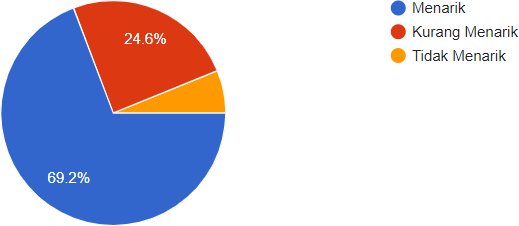 Menarik
Kurang Menarik
Tidak Menarik
24.6%
69.2%